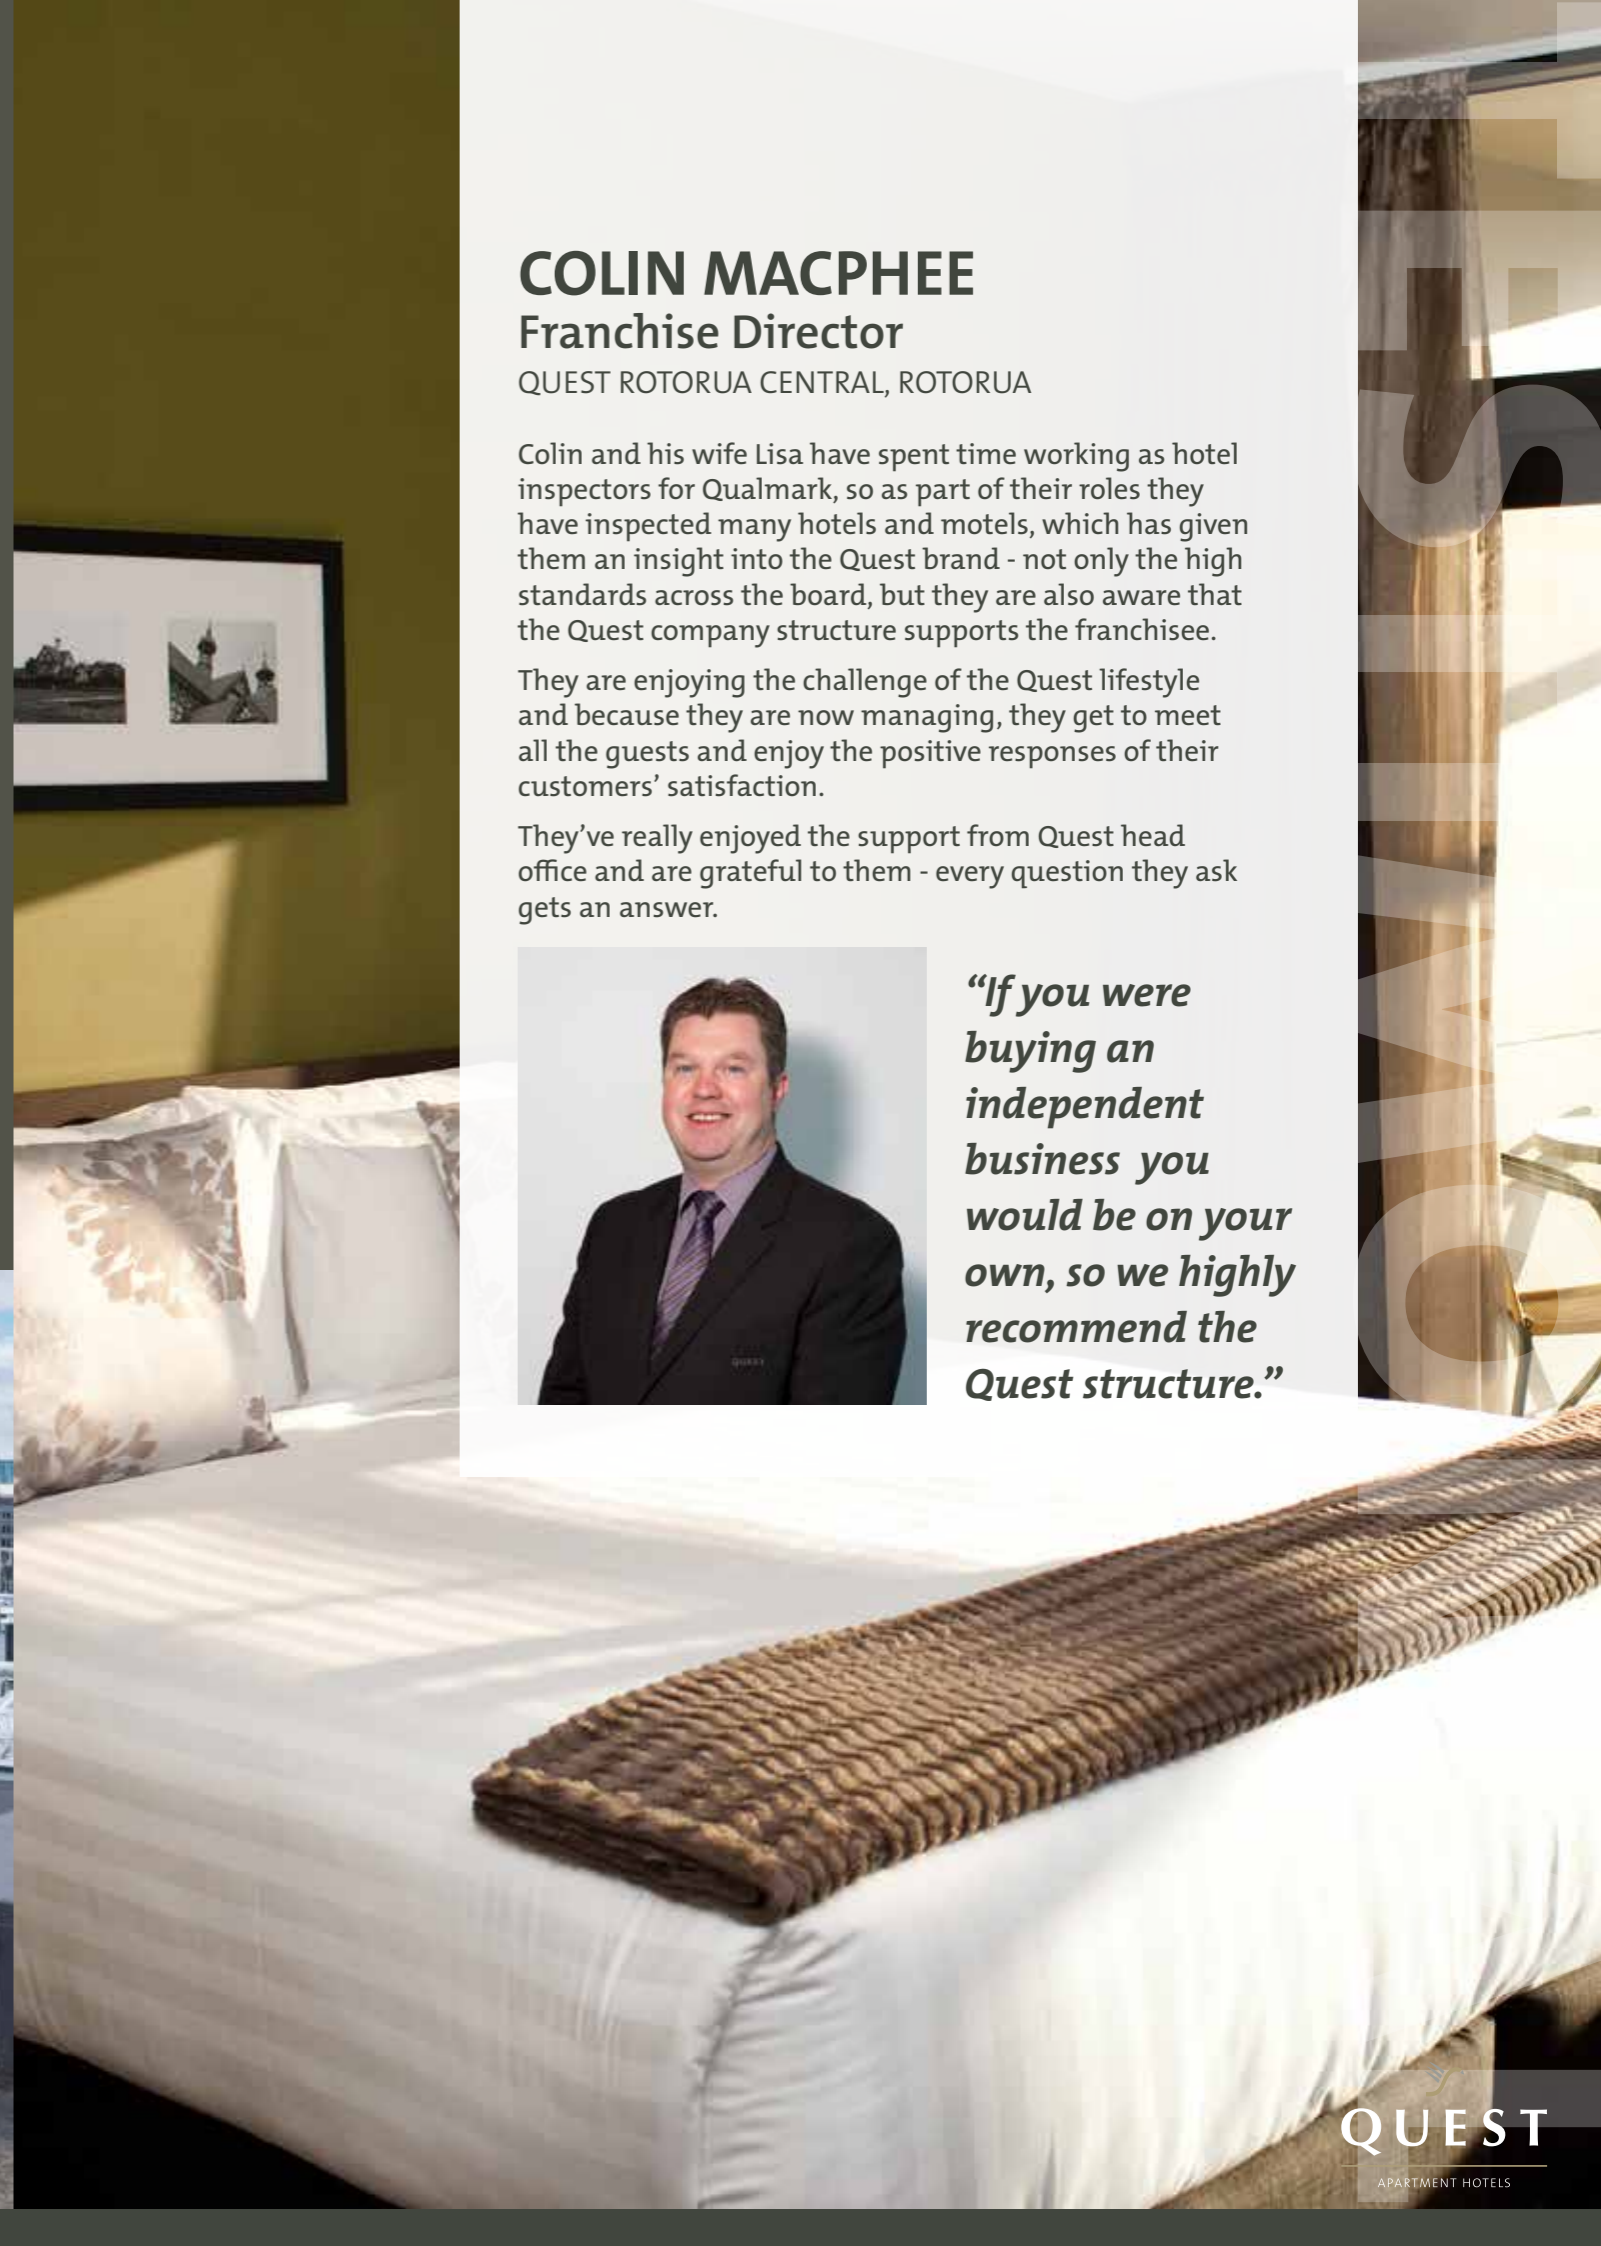 COLIN MACPHEE
Franchise Director
QUEST ROTORUA CENTRAL, ROTORUA
Colin and his wife Lisa have spent time working as hotel
inspectors for Qualmark, so as part of their roles they
have inspected many hotels and motels, which has given
them an insight into the Quest brand - not only the high
standards across the board, but they are also aware that
the Quest company structure supports the franchisee.
They are enjoying the challenge of the Quest lifestyle
and because they are now managing, they get to meet
all the guests and enjoy the positive responses of their
customers’ satisfaction.
They’ve really enjoyed the support from Quest head
office and are grateful to them - every question they ask
gets an answer.
“If you were
buying an
independent
business  you
would be on your
own, so we highly
recommend the
Quest structure.”
QUEST
QUEST
APARTMENT HOTELS